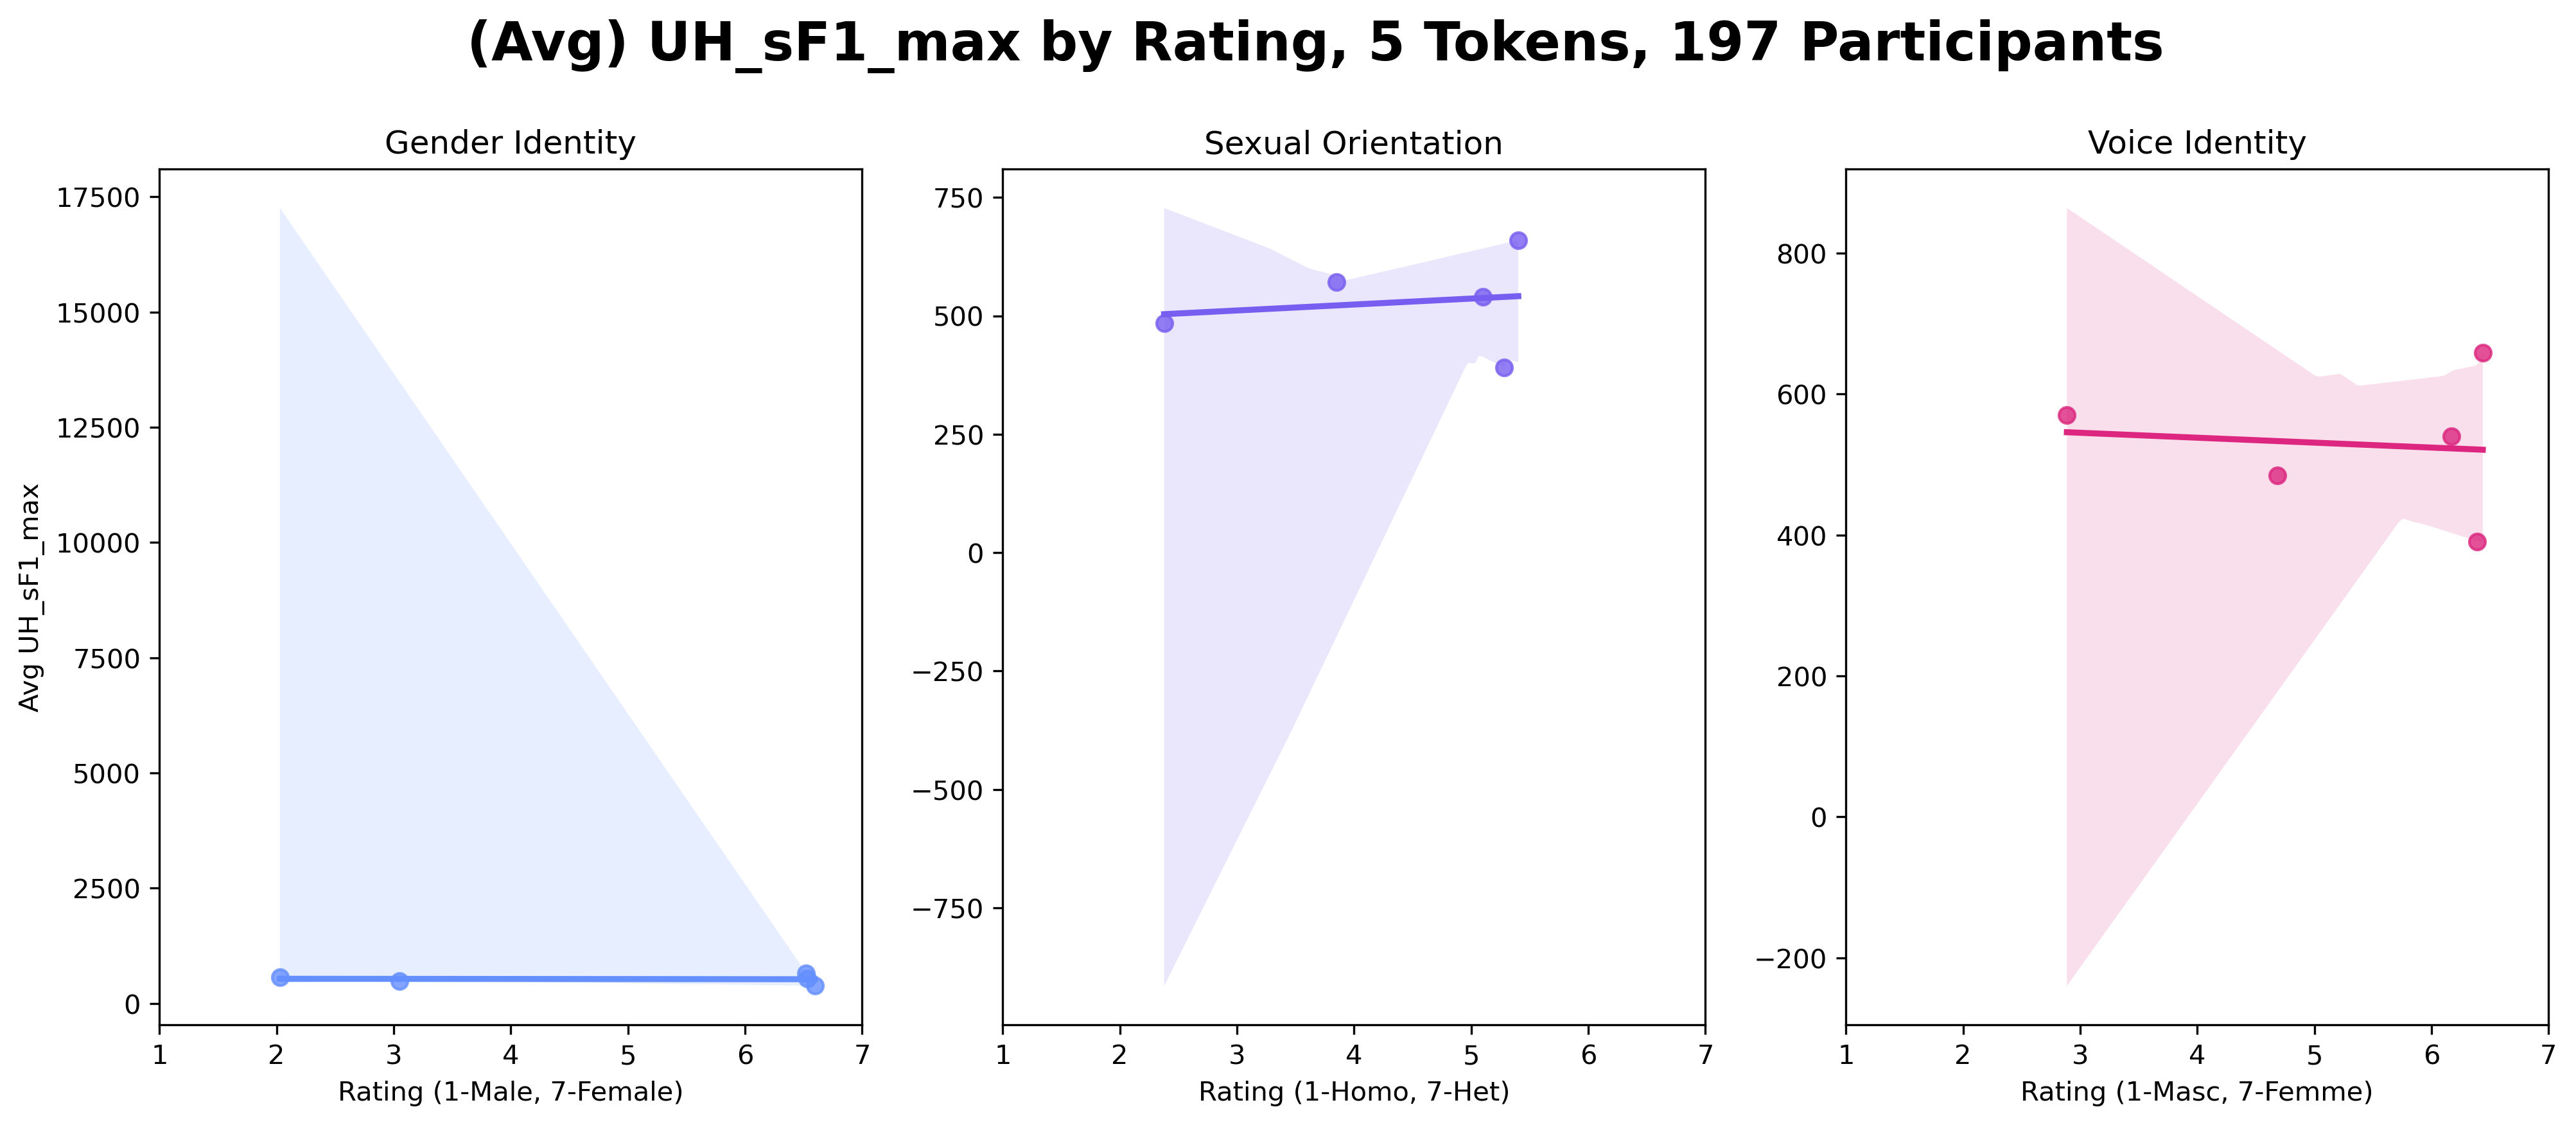 (Avg) UH_sF1_max by Rating, 5 Tokens, 197 Participants
Gender Identity
17500
15000
12500
10000
7500
5000
2500
0
Avg UH_sF1_max
1 2 3 4 5 6 7
Rating (1-Male, 7-Female)
Sexual Orientation
750
500
250
0
−250
−500
−750
1 2 3 4 5 6 7
Rating (1-Homo, 7-Het)
Voice Identity
800
600
400
200
0
−200
1 2 3 4 5 6 7
Rating (1-Masc, 7-Femme)